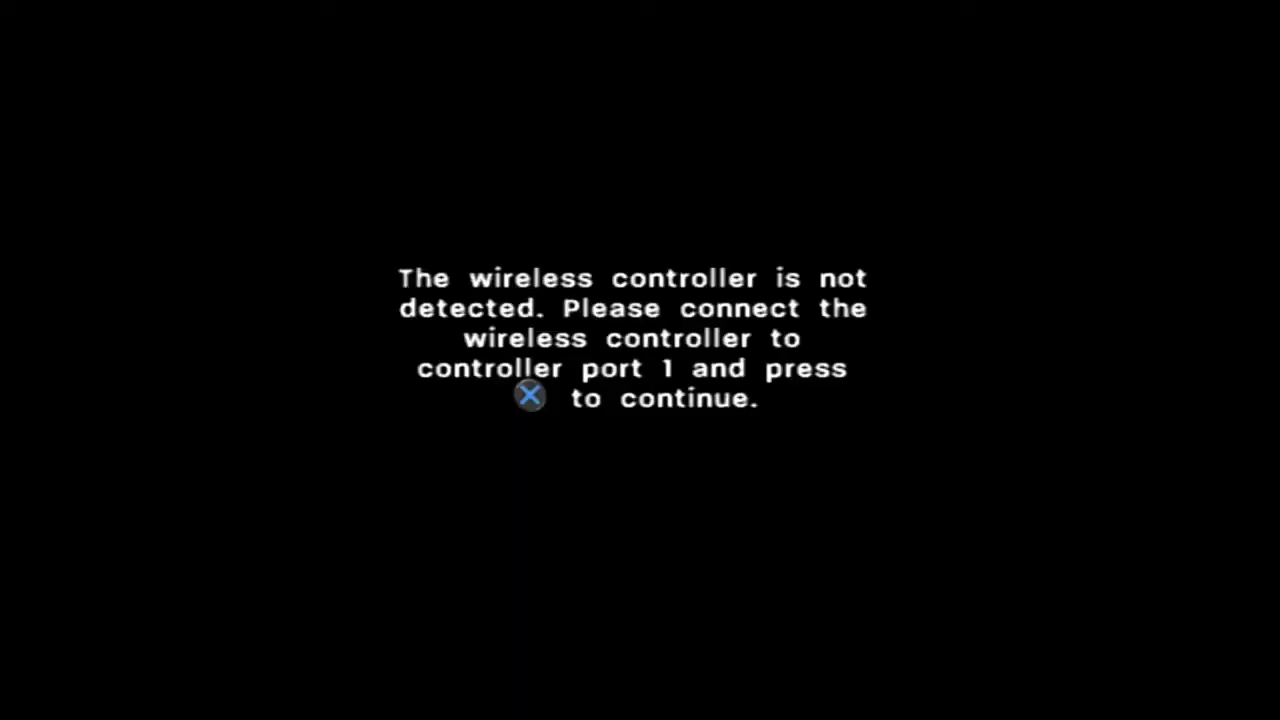 The wireless controller is not
detected. Please connect the
wireless controller to
controller port 1 and press
to continue.